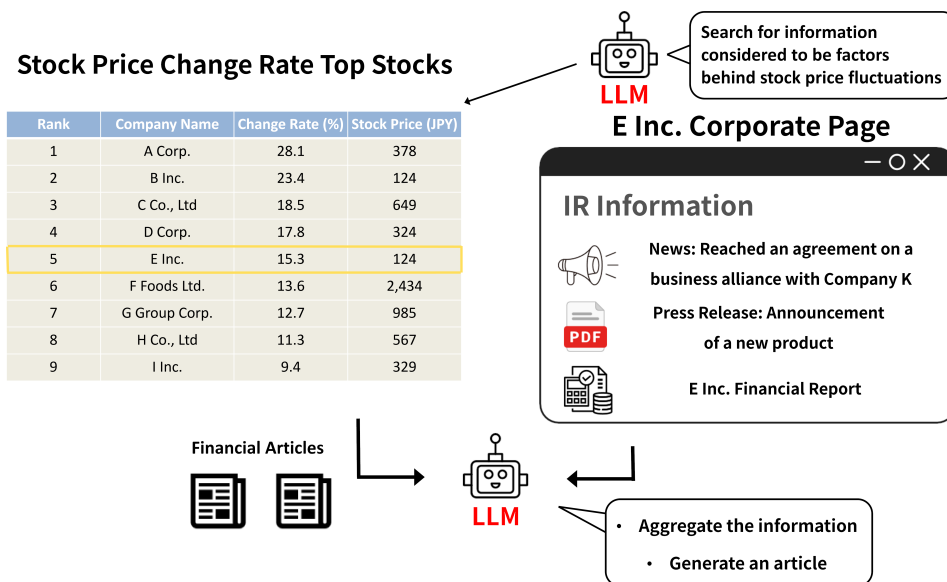 Search for information
considered to be factors
behind stock price fluctuations
Stock Price Change Rate Top Stocks
LLM
E Inc. Corporate Page
Rank Company Name Change Rate (%) Stock Price (JPY)
1 A Corp. 28.1 378
2 B Inc. 23.4 124
3 C Co., Ltd 18.5 649
4 D Corp. 17.8 324
5 E Inc. 15.3 124
6 F Foods Ltd. 13.6 2,434
7 G Group Corp. 12.7 985
8 H Co., Ltd 11.3 567
9 I Inc. 9.4 329
IR Information
News: Reached an agreement on a
business alliance with Company K
PDF
Press Release: Announcement
of a new product
E Inc. Financial Report
Financial Articles
LLM
• Aggregate the information
• Generate an article